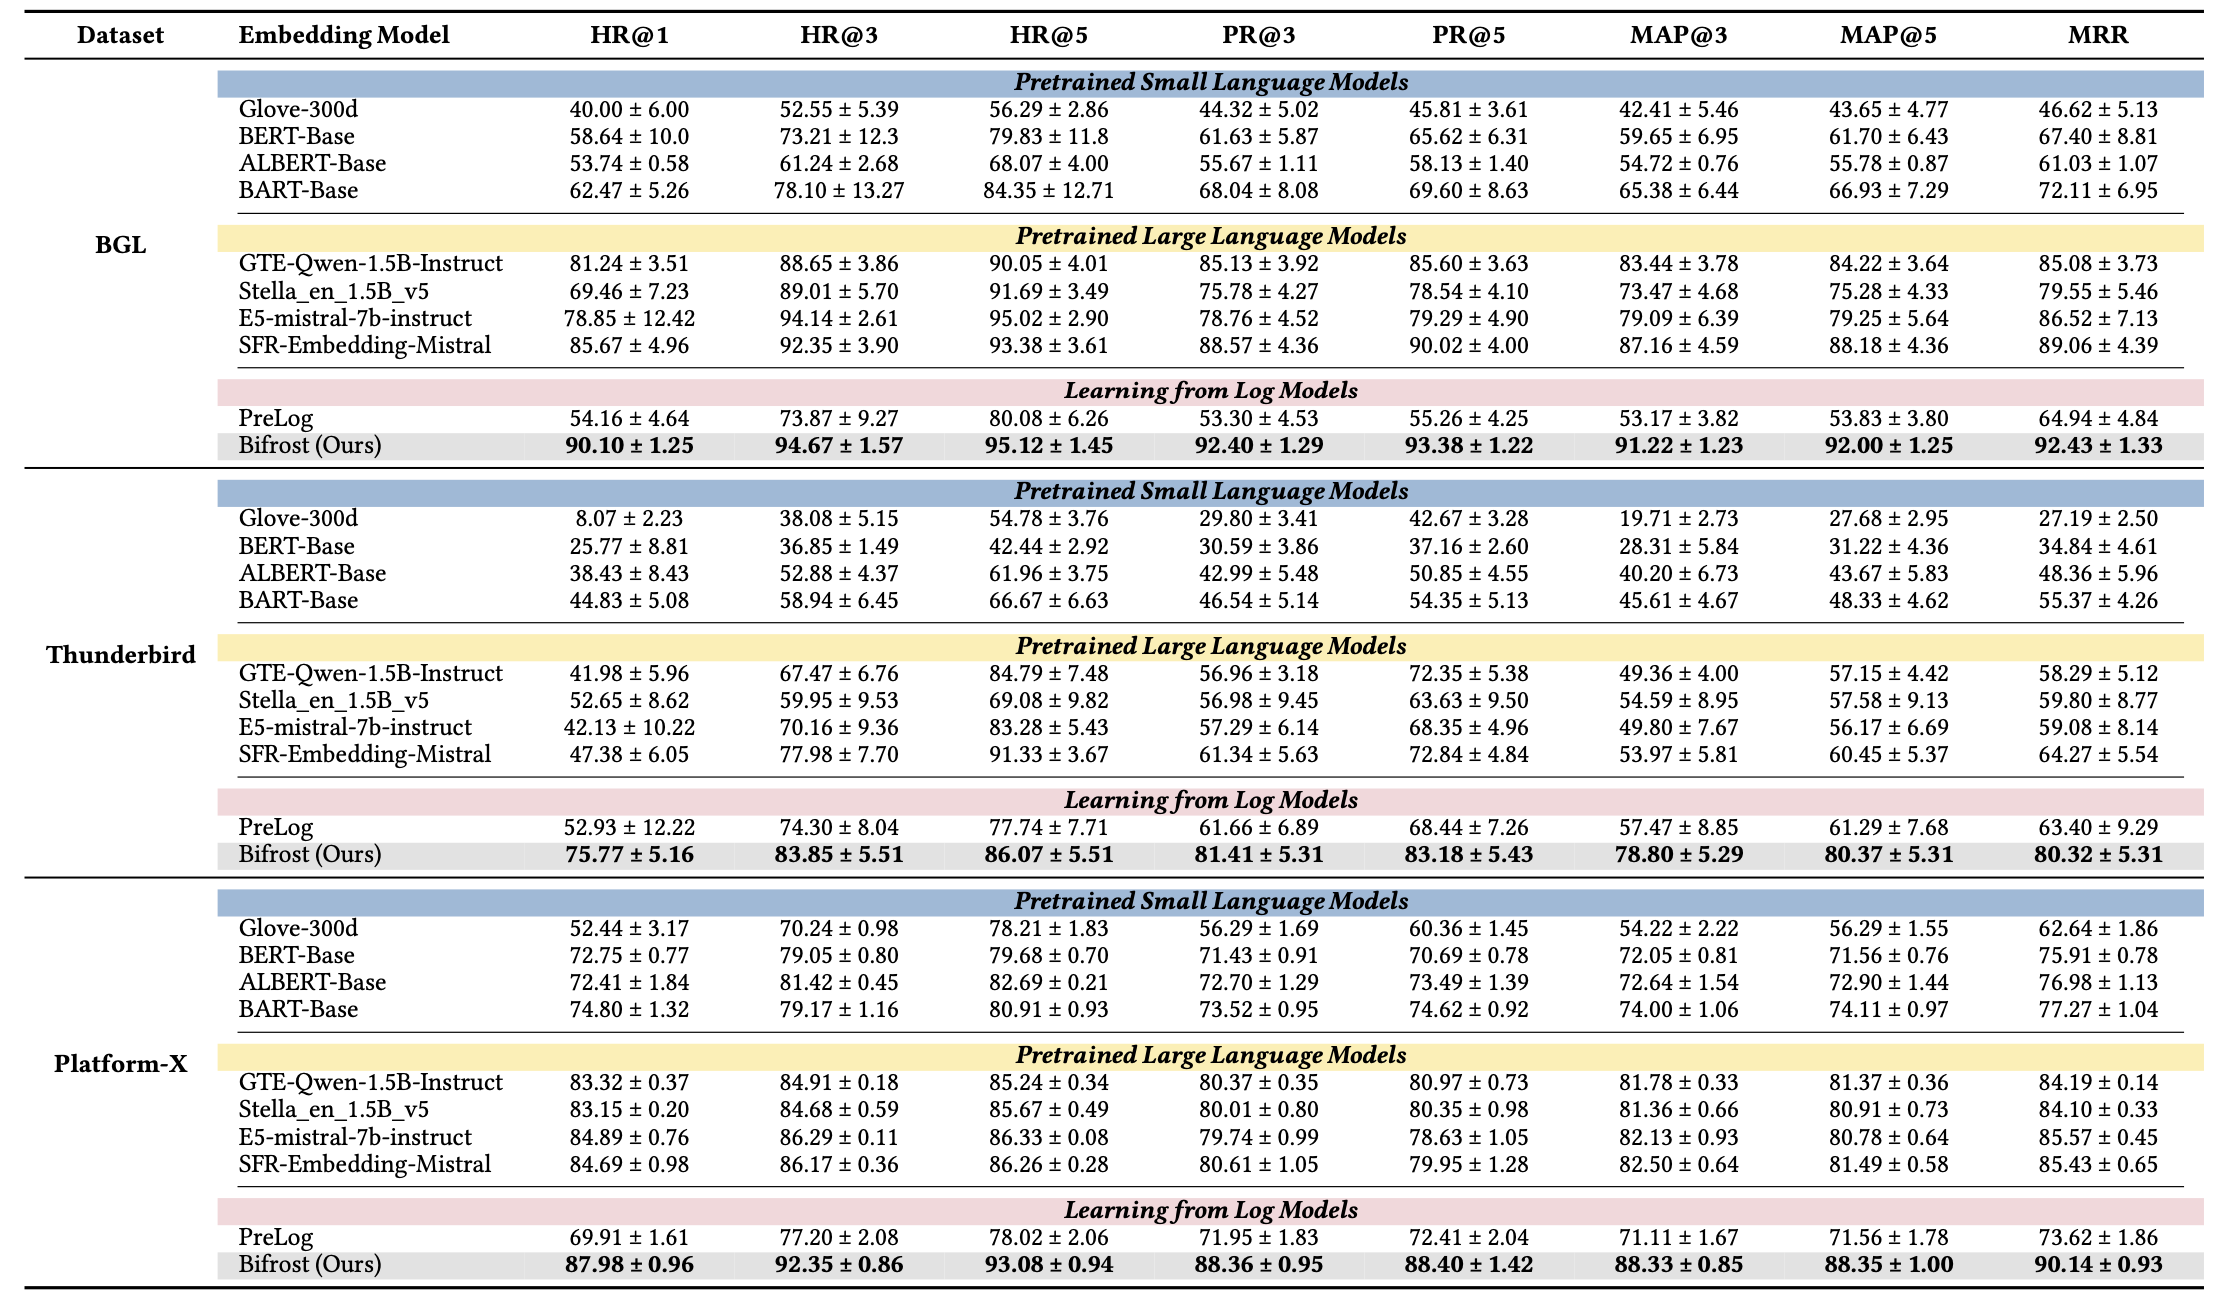 Dataset Embedding Model HR@1 HR@3 HR@5 PR@3 PR@5 MAP@3 MAP@5 MRR
Pretrained Small Language Models
Glove-300d 40.00 ± 6.00 52.55 ± 5.39 56.29 ± 2.86 44.32 ± 5.02 45.81 ± 3.61 42.41 ± 5.46 43.65 ± 4.77 46.62 ± 5.13
BERT-Base 58.64 ± 10.0 73.21 ± 12.3 79.83 ± 11.8 61.63 ± 5.87 65.62 ± 6.31 59.65 ± 6.95 61.70 ± 6.43 67.40 ± 8.81
ALBERT-Base 53.74 ± 0.58 61.24 ± 2.68 68.07 ± 4.00 55.67 ± 1.11 58.13 ± 1.40 54.72 ± 0.76 55.78 ± 0.87 61.03 ± 1.07
BART-Base 62.47 ± 5.26 78.10 ± 13.27 84.35 ± 12.71 68.04 ± 8.08 69.60 ± 8.63 65.38 ± 6.44 66.93 ± 7.29 72.11 ± 6.95
Pretrained Large Language Models
BGL
GTE-Qwen-1.5B-Instruct 81.24 ± 3.51 88.65 ± 3.86 90.05 ± 4.01 85.13 ± 3.92 85.60 ± 3.63 83.44 ± 3.78 84.22 ± 3.64 85.08 ± 3.73
Stella_en_1.5B_v5 69.46 ± 7.23 89.01 ± 5.70 91.69 ± 3.49 75.78 ± 4.27 78.54 ± 4.10 73.47 ± 4.68 75.28 ± 4.33 79.55 ± 5.46
E5-mistral-7b-instruct 78.85 ± 12.42 94.14 ± 2.61 95.02 ± 2.90 78.76 ± 4.52 79.29 ± 4.90 79.09 ± 6.39 79.25 ± 5.64 86.52 ± 7.13
SFR-Embedding-Mistral 85.67 ± 4.96 92.35 ± 3.90 93.38 ± 3.61 88.57 ± 4.36 90.02 ± 4.00 87.16 ± 4.59 88.18 ± 4.36 89.06 ± 4.39
Learning from Log Models
PreLog 54.16 ± 4.64 73.87 ± 9.27 80.08 ± 6.26 53.30 ± 4.53 55.26 ± 4.25 53.17 ± 3.82 53.83 ± 3.80 64.94 ± 4.84
Bifrost (Ours) 90.10 ± 1.25 94.67 ± 1.57 95.12 ± 1.45 92.40 ± 1.29 93.38 ± 1.22 91.22 ± 1.23 92.00 ± 1.25 92.43 ± 1.33
Pretrained Small Language Models
Glove-300d 8.07 ± 2.23 38.08 ± 5.15 54.78 ± 3.76 29.80 ± 3.41 42.67 ± 3.28 19.71 ± 2.73 27.68 ± 2.95 27.19 ± 2.50
BERT-Base 25.77 ± 8.81 36.85 ± 1.49 42.44 ± 2.92 30.59 ± 3.86 37.16 ± 2.60 28.31 ± 5.84 31.22 ± 4.36 34.84 ± 4.61
ALBERT-Base 38.43 ± 8.43 52.88 ± 4.37 61.96 ± 3.75 42.99 ± 5.48 50.85 ± 4.55 40.20 ± 6.73 43.67 ± 5.83 48.36 ± 5.96
BART-Base 44.83 ± 5.08 58.94 ± 6.45 66.67 ± 6.63 46.54 ± 5.14 54.35 ± 5.13 45.61 ± 4.67 48.33 ± 4.62 55.37 ± 4.26
Pretrained Large Language Models
Thunderbird
GTE-Qwen-1.5B-Instruct 41.98 ± 5.96 67.47 ± 6.76 84.79 ± 7.48 56.96 ± 3.18 72.35 ± 5.38 49.36 ± 4.00 57.15 ± 4.42 58.29 ± 5.12
Stella_en_1.5B_v5 52.65 ± 8.62 59.95 ± 9.53 69.08 ± 9.82 56.98 ± 9.45 63.63 ± 9.50 54.59 ± 8.95 57.58 ± 9.13 59.80 ± 8.77
E5-mistral-7b-instruct 42.13 ± 10.22 70.16 ± 9.36 83.28 ± 5.43 57.29 ± 6.14 68.35 ± 4.96 49.80 ± 7.67 56.17 ± 6.69 59.08 ± 8.14
SFR-Embedding-Mistral 47.38 ± 6.05 77.98 ± 7.70 91.33 ± 3.67 61.34 ± 5.63 72.84 ± 4.84 53.97 ± 5.81 60.45 ± 5.37 64.27 ± 5.54
Learning from Log Models
PreLog 52.93 ± 12.22 74.30 ± 8.04 77.74 ± 7.71 61.66 ± 6.89 68.44 ± 7.26 57.47 ± 8.85 61.29 ± 7.68 63.40 ± 9.29
Bifrost (Ours) 75.77 ± 5.16 83.85 ± 5.51 86.07 ± 5.51 81.41 ± 5.31 83.18 ± 5.43 78.80 ± 5.29 80.37 ± 5.31 80.32 ± 5.31
Pretrained Small Language Models
Glove-300d 52.44 ± 3.17 70.24 ± 0.98 78.21 ± 1.83 56.29 ± 1.69 60.36 ± 1.45 54.22 ± 2.22 56.29 ± 1.55 62.64 ± 1.86
BERT-Base 72.75 ± 0.77 79.05 ± 0.80 79.68 ± 0.70 71.43 ± 0.91 70.69 ± 0.78 72.05 ± 0.81 71.56 ± 0.76 75.91 ± 0.78
ALBERT-Base 72.41 ± 1.84 81.42 ± 0.45 82.69 ± 0.21 72.70 ± 1.29 73.49 ± 1.39 72.64 ± 1.54 72.90 ± 1.44 76.98 ± 1.13
BART-Base 74.80 ± 1.32 79.17 ± 1.16 80.91 ± 0.93 73.52 ± 0.95 74.62 ± 0.92 74.00 ± 1.06 74.11 ± 0.97 77.27 ± 1.04
Pretrained Large Language Models
Platform-X
GTE-Qwen-1.5B-Instruct 83.32 ± 0.37 84.91 ± 0.18 85.24 ± 0.34 80.37 ± 0.35 80.97 ± 0.73 81.78 ± 0.33 81.37 ± 0.36 84.19 ± 0.14
Stella_en_1.5B_v5 83.15 ± 0.20 84.68 ± 0.59 85.67 ± 0.49 80.01 ± 0.80 80.35 ± 0.98 81.36 ± 0.66 80.91 ± 0.73 84.10 ± 0.33
E5-mistral-7b-instruct 84.89 ± 0.76 86.29 ± 0.11 86.33 ± 0.08 79.74 ± 0.99 78.63 ± 1.05 82.13 ± 0.93 80.78 ± 0.64 85.57 ± 0.45
SFR-Embedding-Mistral 84.69 ± 0.98 86.17 ± 0.36 86.26 ± 0.28 80.61 ± 1.05 79.95 ± 1.28 82.50 ± 0.64 81.49 ± 0.58 85.43 ± 0.65
Learning from Log Models
PreLog 69.91 ± 1.61 77.20 ± 2.08 78.02 ± 2.06 71.95 ± 1.83 72.41 ± 2.04 71.11 ± 1.67 71.56 ± 1.78 73.62 ± 1.86
Bifrost (Ours) 87.98 ± 0.96 92.35 ± 0.86 93.08 ± 0.94 88.36 ± 0.95 88.40 ± 1.42 88.33 ± 0.85 88.35 ± 1.00 90.14 ± 0.93